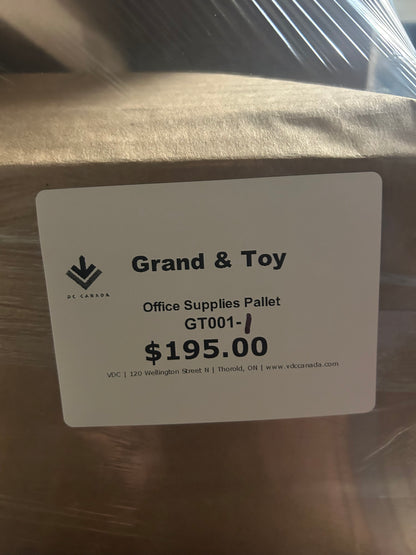 Grand & Toy
DC CANADA
Office Supplies Pallet
GT001-1
$195.00
VDC | 120 Wellington Street N | Thorold, ON | www.vdccanada.com